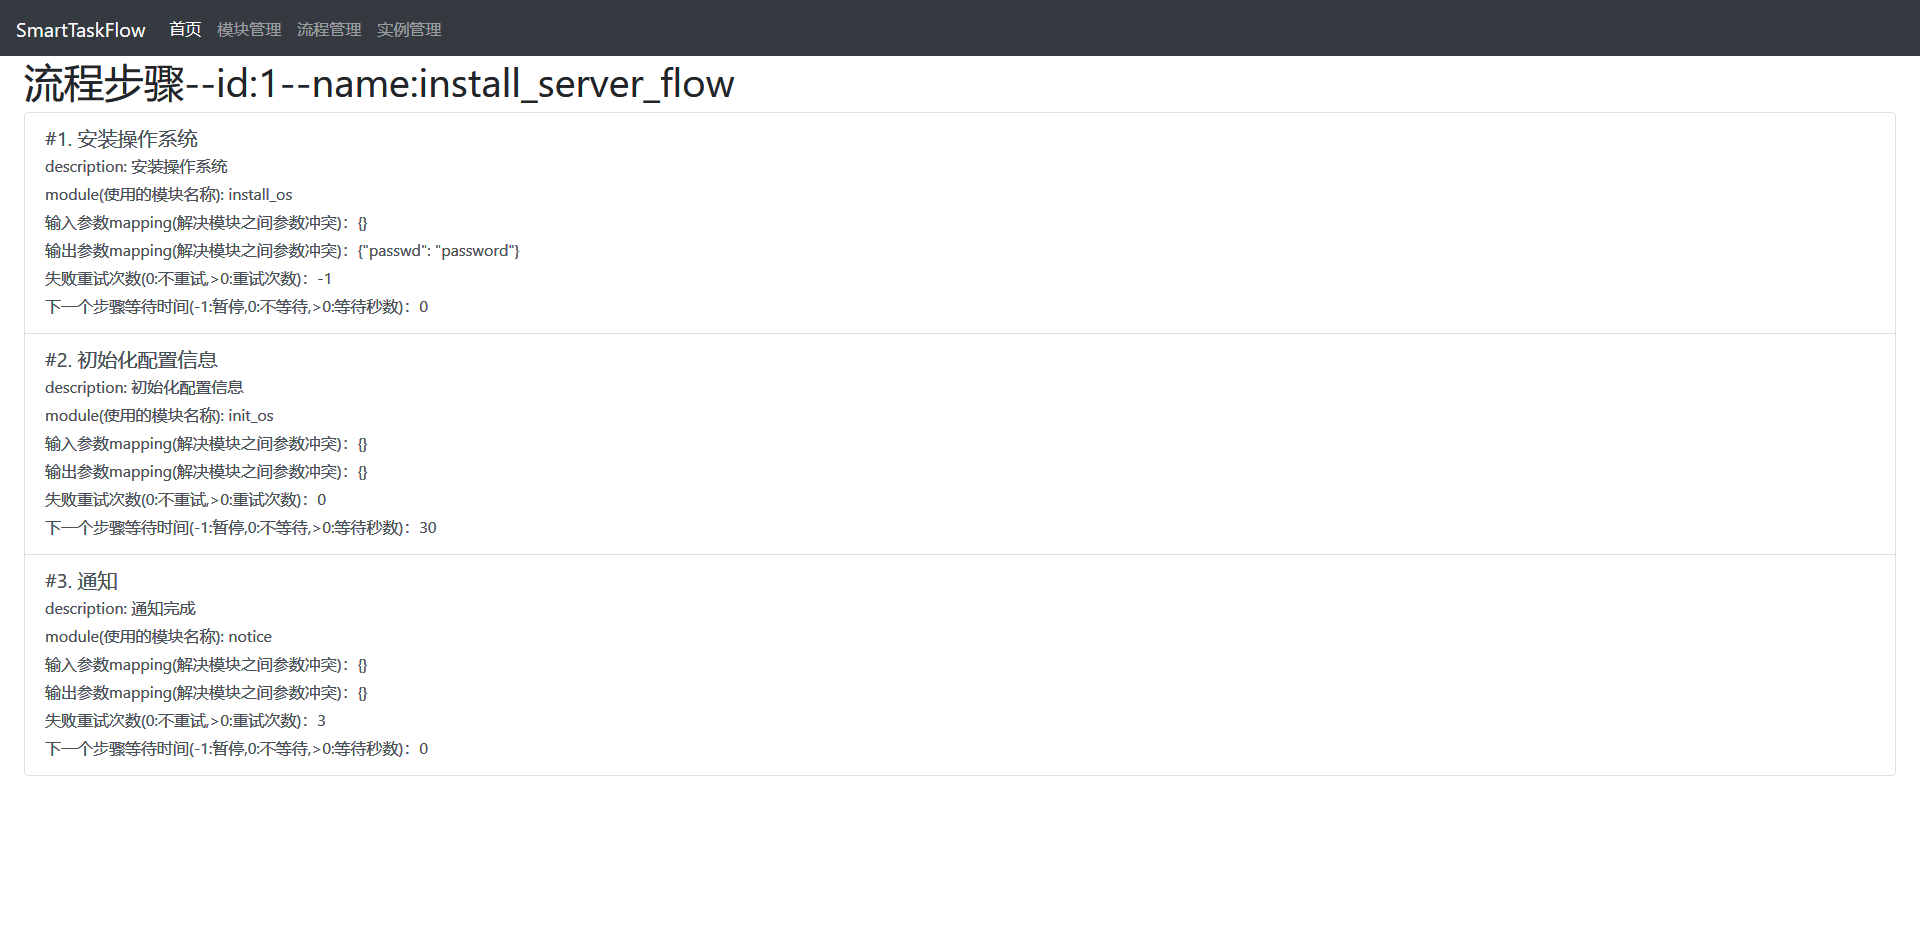 SmartTaskFlow 首页 模块管理 流程管理 实例管理
流程步骤--id:1--name:install_server_flow
#1. 安装操作系统
description: 安装操作系统
module(使用的模块名称): install_os
输入参数mapping(解决模块之间参数冲突)：{}
输出参数mapping(解决模块之间参数冲突)：{"passwd": "password"}
失败重试次数(0:不重试,>0:重试次数)：-1
下一个步骤等待时间(-1:暂停,0:不等待,>0:等待秒数)：0
#2. 初始化配置信息
description: 初始化配置信息
module(使用的模块名称): init_os
输入参数mapping(解决模块之间参数冲突)：{}
输出参数mapping(解决模块之间参数冲突)：{}
失败重试次数(0:不重试,>0:重试次数)：0
下一个步骤等待时间(-1:暂停,0:不等待,>0:等待秒数)：30
#3. 通知
description: 通知完成
module(使用的模块名称): notice
输入参数mapping(解决模块之间参数冲突)：{}
输出参数mapping(解决模块之间参数冲突)：{}
失败重试次数(0:不重试,>0:重试次数)：3
下一个步骤等待时间(-1:暂停,0:不等待,>0:等待秒数)：0